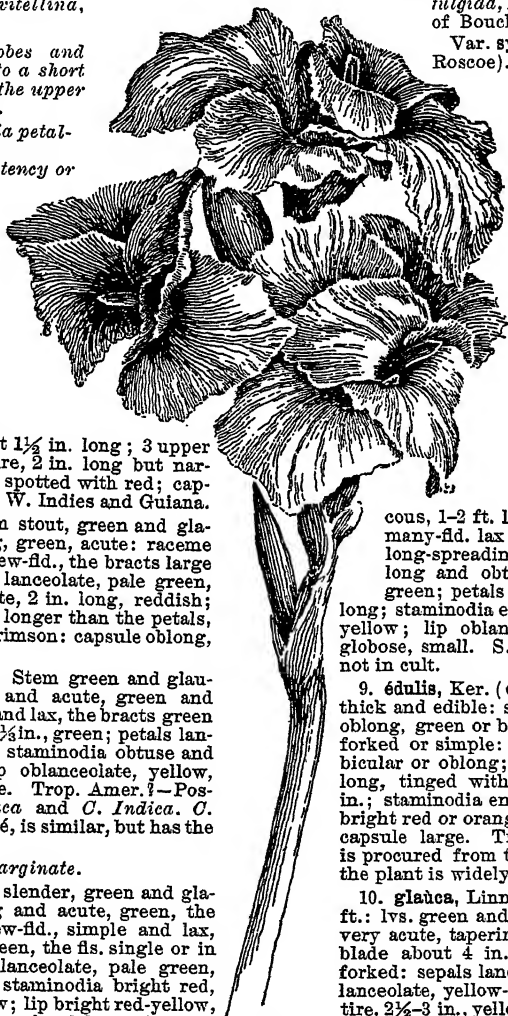 vitellina,
obes and
to a short
the upper
la petal-
tency or
t 1½ in. long; 3 upper
re, 2 in. long but nar-
spotted with red; cap-
W. Indies and Guiana.
m stout, green and gla-
g, green, acute: raceme
ew-fld., the bracts large
lanceolate, pale green,
te, 2 in. long, reddish;
longer than the petals,
rimson: capsule oblong,
Stem green and glau-
and acute, green and
and lax, the bracts green
½in., green; petals lan-
staminodia obtuse and
p oblanceolate, yellow,
e. Trop. Amer.?—Pos-
ca and C. Indica. C.
é, is similar, but has the
arginate.
slender, green and gla-
g and acute, green, the
ew-fld., simple and lax,
een, the fls. single or in
lanceolate, pale green,
staminodia bright red,
w; lip bright red-yellow,
fulgida,
of Bouch
Var. sy
Roscoe).
cous, 1-2 ft. l
many-fld. lax
long-spreadin
long and obt
green; petals
long; staminodia e
yellow; lip oblan
globose, small. S.
not in cult.
9. édulis, Ker. (
thick and edible: s
oblong, green or b
forked or simple:
bicular or oblong;
long, tinged with
in.; staminodia en
bright red or orang
capsule large. T
is procured from t
the plant is widely
10. glaùca, Linn
ft.: lvs. green and
very acute, taperin
blade about 4 in.
forked: sepals lanc
lanceolate, yellow-
tire, 2½-3 in., yello